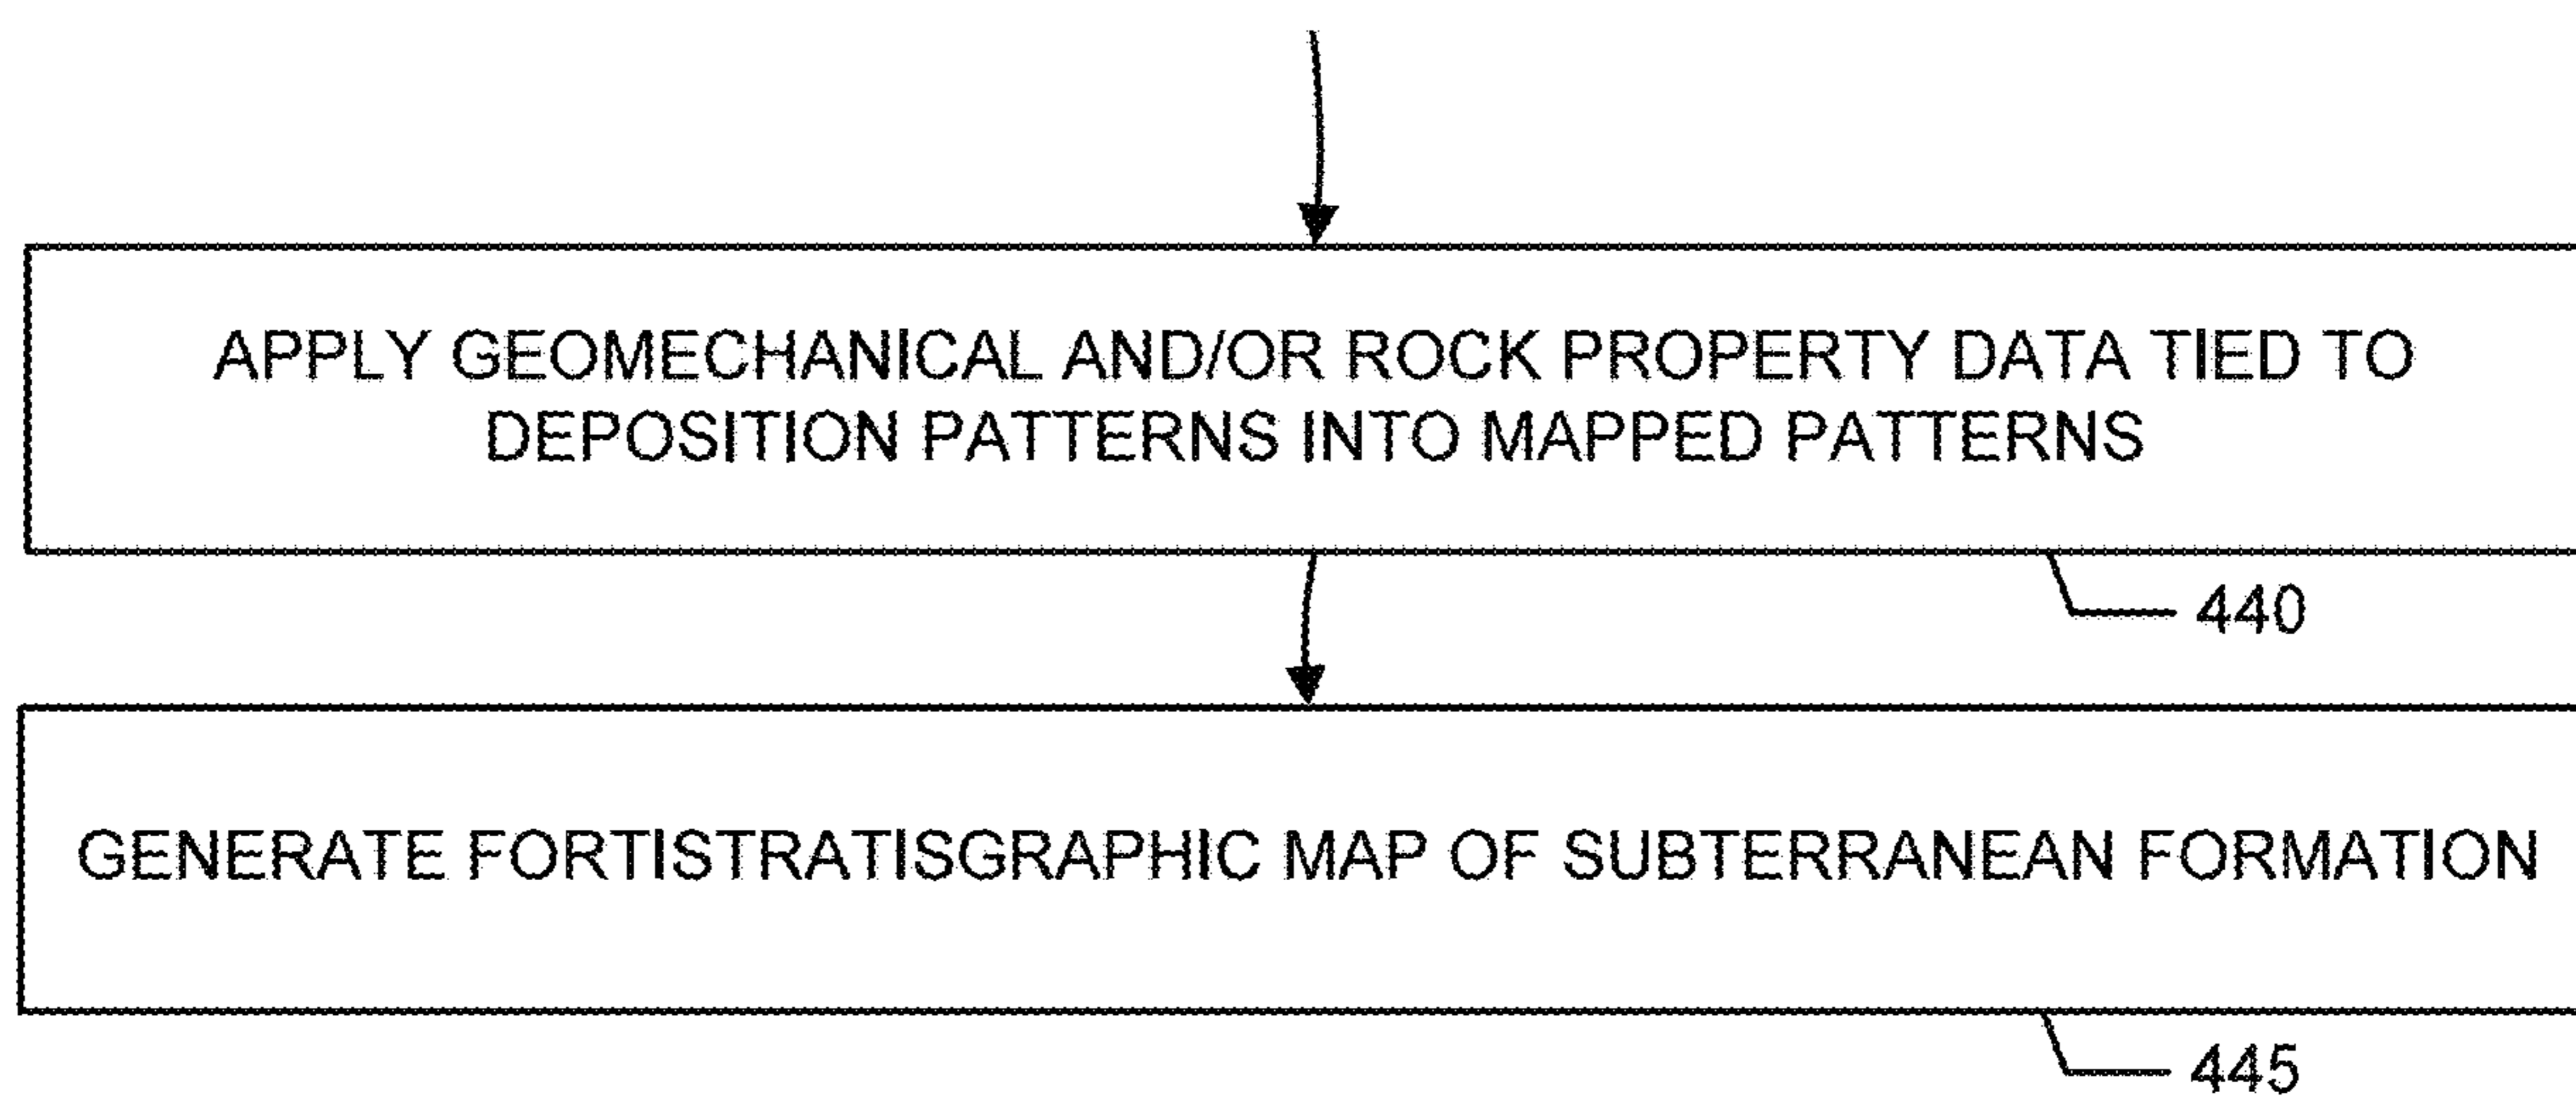 APPLY GEOMECHANICAL AND/OR ROCK PROPERTY DATA TIED TO
DEPOSITION PATTERNS INTO MAPPED PATTERNS
440
GENERATE FORTISTRATISGRAPHIC MAP OF SUBTERRANEAN FORMATION
445